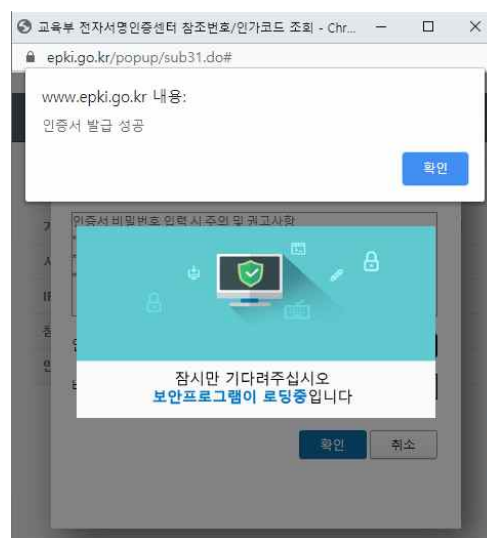 교육부 전자서명인증센터 참조번호/인가코드 조회 - Chr...
epki.go.kr/popup/sub31.do#
www.epki.go.kr 내용:
인증서 발급 성공
확인
인증서 비밀번호 입력 시 주의 및 권고사항
잠시만 기다려주십시오
보안프로그램이 로딩중입니다
확인
취소